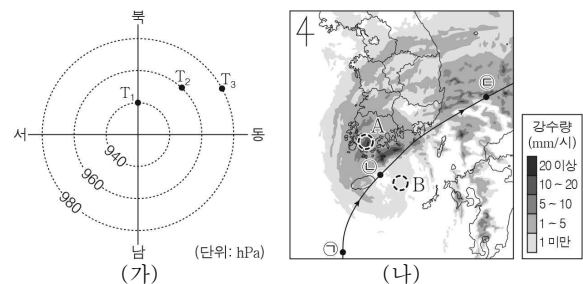 북
T₁
T₂
T₃
서
동
940
960
980
남
(단위: hPa)
(가)
4
A
B
㉠
㉡
㉢
(나)
강수량
(mm/시)
20 이상
10 ~ 20
5 ~ 10
1 ~ 5
1 미만